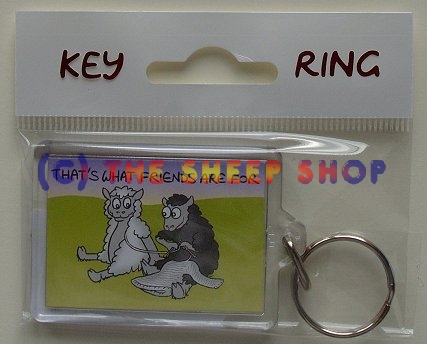 KEY RING
(C) THE SHEEP SHOP
THAT'S WHAT FRIENDS ARE FOR